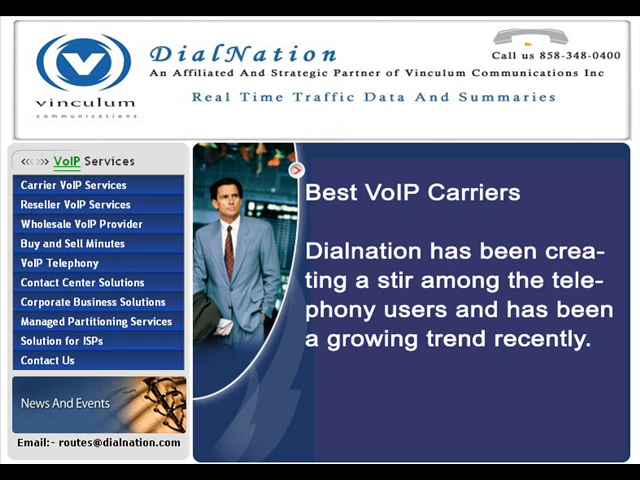 DialNation
Call us 858-348-0400
An Affiliated And Strategic Partner of Vinculum Communications Inc
vinculum
communications
Real Time Traffic Data And Summaries
VoIP Services
Carrier VoIP Services
Reseller VoIP Services
Wholesale VoIP Provider
Buy and Sell Minutes
VoIP Telephony
Contact Center Solutions
Corporate Business Solutions
Managed Partitioning Services
Solution for ISPs
Contact Us
News And Events
Email:- routes@dialnation.com
Best VoIP Carriers
Dialnation has been crea-
ting a stir among the tele-
phony users and has been
a growing trend recently.